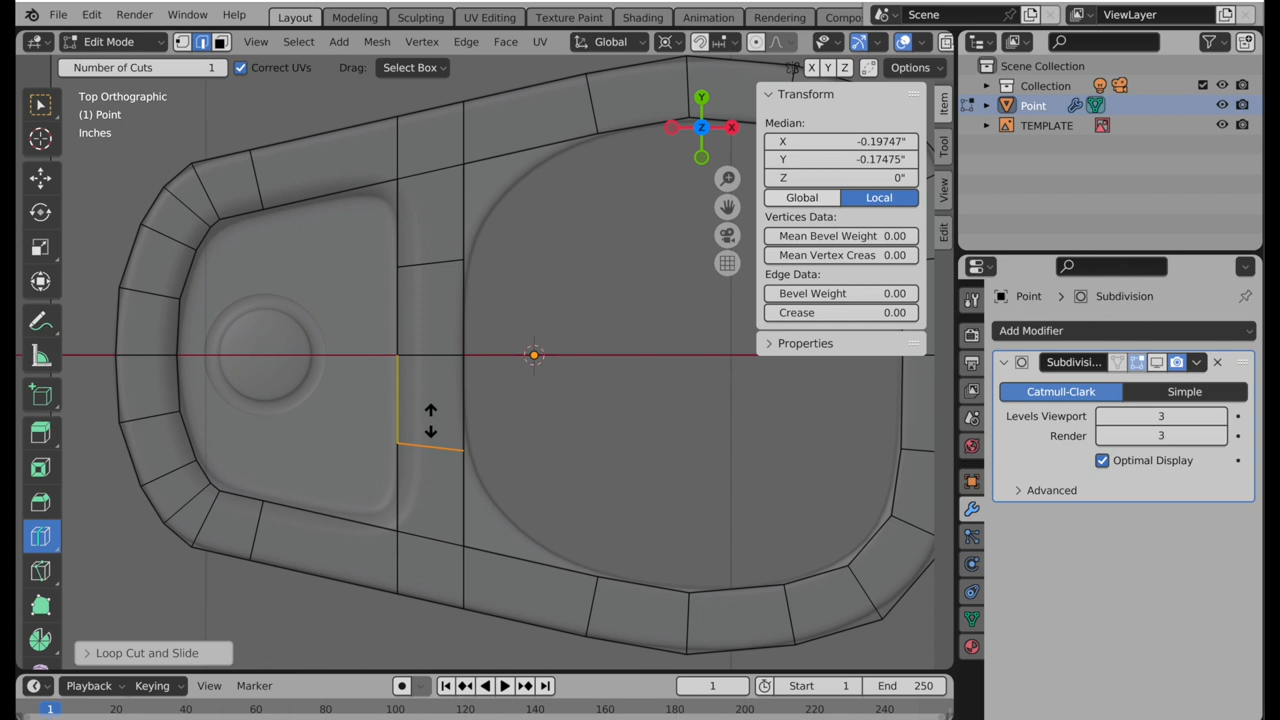 File Edit Render Window Help Layout Modeling Sculpting UV Editing Texture Paint Shading Animation Rendering Compo Scene ViewLayer
Edit Mode View Select Add Mesh Vertex Edge Face UV Global
Number of Cuts 1 Correct UVs Drag: Select Box X Y Z Options
Top Orthographic
(1) Point
Inches
Y
Z X
Transform
Median:
X -0.19747"
Y -0.17475"
Z 0"
Global Local
Vertices Data:
Mean Bevel Weight 0.00
Mean Vertex Creas 0.00
Edge Data:
Bevel Weight 0.00
Crease 0.00
Properties
Item
Tool
View
Edit
Scene Collection
Collection
Point
TEMPLATE
Point Subdivision
Add Modifier
Subdivisi...
Catmull-Clark Simple
Levels Viewport 3
Render 3
Optimal Display
Advanced
Loop Cut and Slide
Playback Keying View Marker 1 Start 1 End 250
1 20 40 60 80 100 120 140 160 180 200 220 240